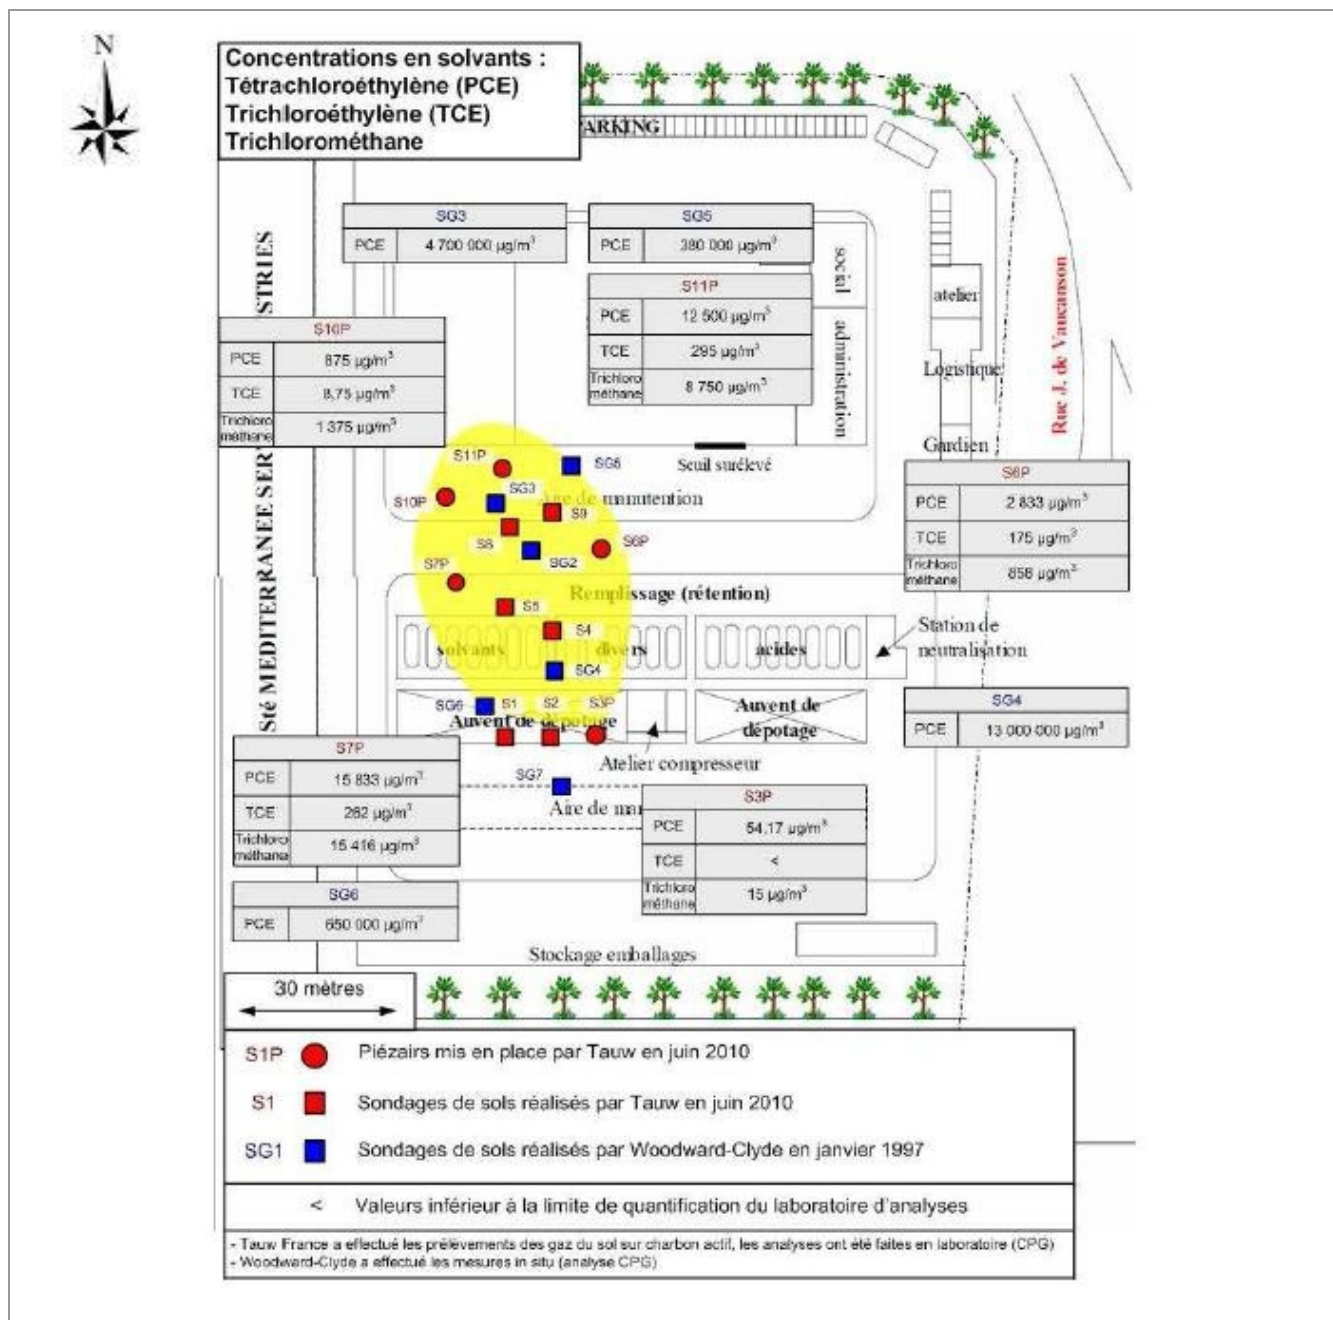 N
Concentrations en solvants :
Tétrachloroéthylène (PCE)
Trichloroéthylène (TCE)
Trichlorométhane
PARKING
SG3
PCE 4 700 000 µg/m³
SG5
PCE 380 000 µg/m³
S11P
PCE 12 500 µg/m³
TCE 295 µg/m³
Trichloro
méthane 8 750 µg/m³
social
administration
atelier
Logistique
Gardien
Rue J. de Vaucanson
Sté MEDITERRANEE SER
STRIES
S10P
PCE 875 µg/m³
TCE 8,75 µg/m³
Trichloro
méthane 1 375 µg/m³
S11P
SG5
Seuil surélevé
S10P
SG3
Aire de manutention
S9
S8
SG2
S6P
S7P
S6P
PCE 2 833 µg/m³
TCE 175 µg/m³
Trichloro
méthane 858 µg/m³
Remplissage (rétention)
S5
S4
solvants
divers
acides
Station de
neutralisation
SG4
SG6
S1
S2
S3P
Auvent de dépotage
Auvent de
dépotage
SG4
PCE 13 000 000 µg/m³
Atelier compresseur
SG7
Aire de ma
S7P
PCE 15 833 µg/m³
TCE 262 µg/m³
Trichloro
méthane 15 416 µg/m³
S3P
PCE 54,17 µg/m³
TCE <
Trichloro
méthane 15 µg/m³
SG6
PCE 650 000 µg/m³
Stockage emballages
30 mètres
S1P Piézairs mis en place par Tauw en juin 2010
S1 Sondages de sols réalisés par Tauw en juin 2010
SG1 Sondages de sols réalisés par Woodward-Clyde en janvier 1997
< Valeurs inférieur à la limite de quantification du laboratoire d'analyses
- Tauw France a effectué les prélèvements des gaz du sol sur charbon actif, les analyses ont été faites en laboratoire (CPG)
- Woodward-Clyde a effectué les mesures in situ (analyse CPG)